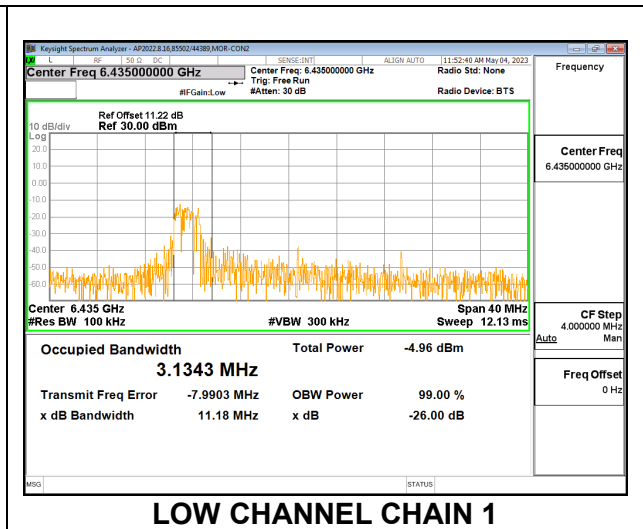 Keysight Spectrum Analyzer - AP2022.8.16,85502/44389,MOR-CON2
L RF 50 Ω DC SENSE:INT ALIGN AUTO 11:52:40 AM May 04, 2023
Center Freq 6.435000000 GHz
Center Freq: 6.435000000 GHz
Radio Std: None
Trig: Free Run
#IFGain:Low
#Atten: 30 dB
Radio Device: BTS
Frequency
Ref Offset 11.22 dB
10 dB/div Ref 30.00 dBm
Log
20.0
10.0
0.00
-10.0
-20.0
-30.0
-40.0
-50.0
-60.0
Center 6.435 GHz
Span 40 MHz
#Res BW 100 kHz
#VBW 300 kHz
Sweep 12.13 ms
Center Freq
6.435000000 GHz
CF Step
4.000000 MHz
Auto Man
Freq Offset
0 Hz
Occupied Bandwidth
Total Power -4.96 dBm
3.1343 MHz
Transmit Freq Error -7.9903 MHz OBW Power 99.00 %
x dB Bandwidth 11.18 MHz x dB -26.00 dB
MSG STATUS
LOW CHANNEL CHAIN 1